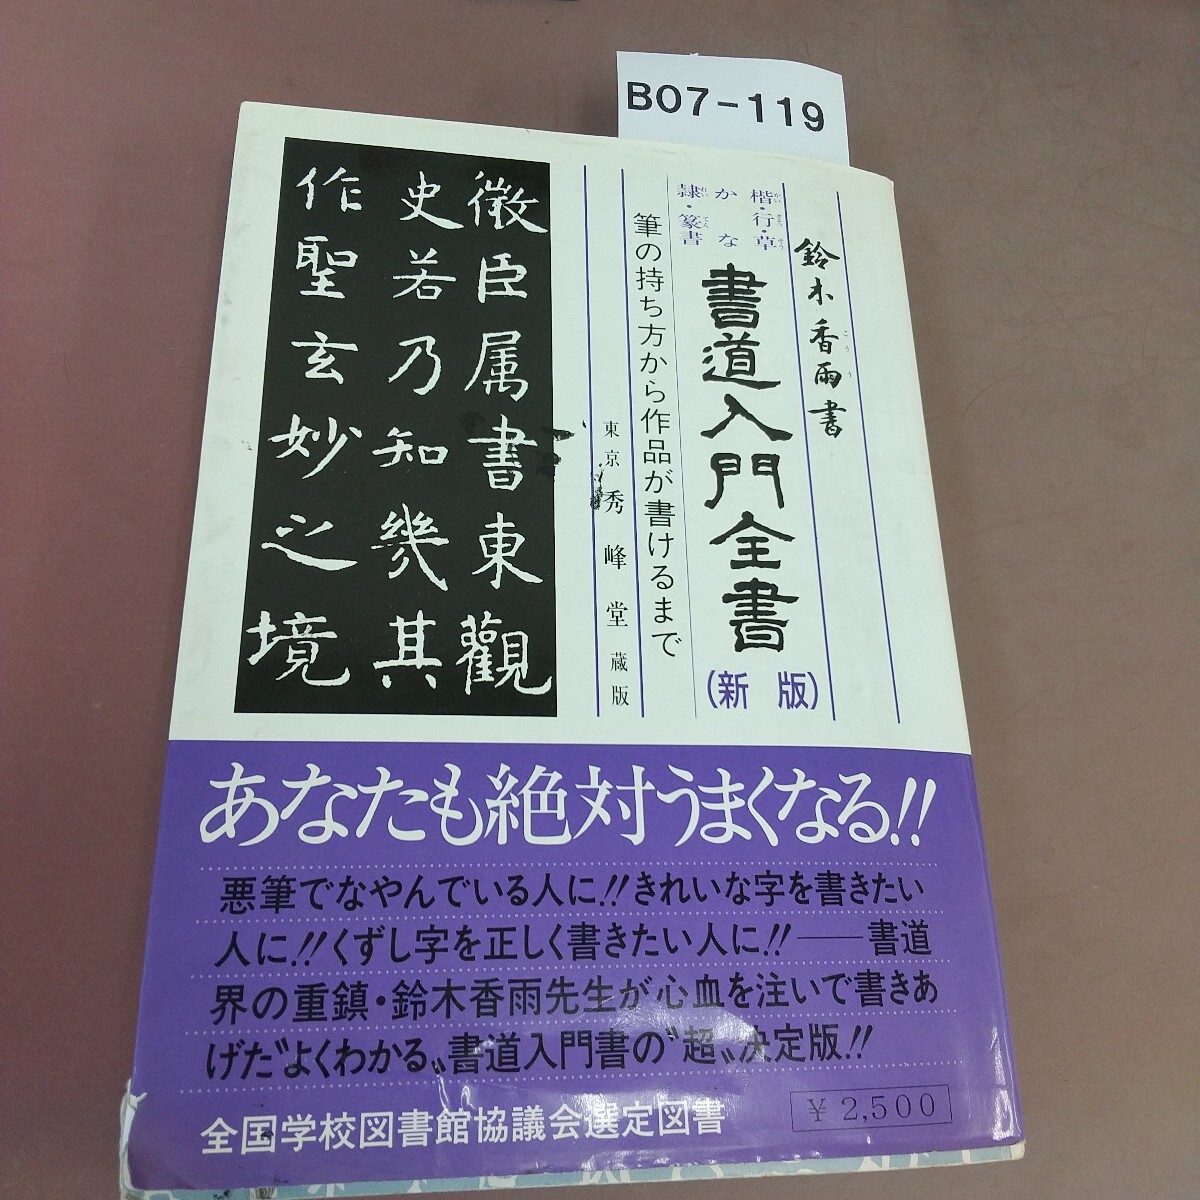 B07-119
鈴木香雨書
こうう
楷・行・草
かな
隷・篆書
書道入門全書
(新版)
筆の持ち方から作品が書けるまで
東京 秀峰堂 蔵版
徴臣属書東観
史若乃知幾其
作聖玄妙之境
あなたも絶対うまくなる!!
悪筆でなやんでいる人に!!きれいな字を書きたい
人に!!くずし字を正しく書きたい人に!!――書道
界の重鎮・鈴木香雨先生が心血を注いで書きあ
げた〝よくわかる〟書道入門書の〝超〟決定版!!
全国学校図書館協議会選定図書
¥2,500